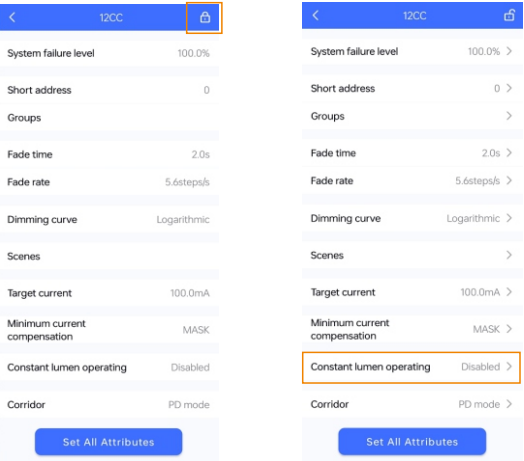 12CC
System failure level 100.0%
Short address 0
Groups
Fade time 2.0s
Fade rate 5.6steps/s
Dimming curve Logarithmic
Scenes
Target current 100.0mA
Minimum current
compensation MASK
Constant lumen operating Disabled
Corridor PD mode
Set All Attributes
12CC
System failure level 100.0%
Short address 0
Groups
Fade time 2.0s
Fade rate 5.6steps/s
Dimming curve Logarithmic
Scenes
Target current 100.0mA
Minimum current
compensation MASK
Constant lumen operating Disabled
Corridor PD mode
Set All Attributes